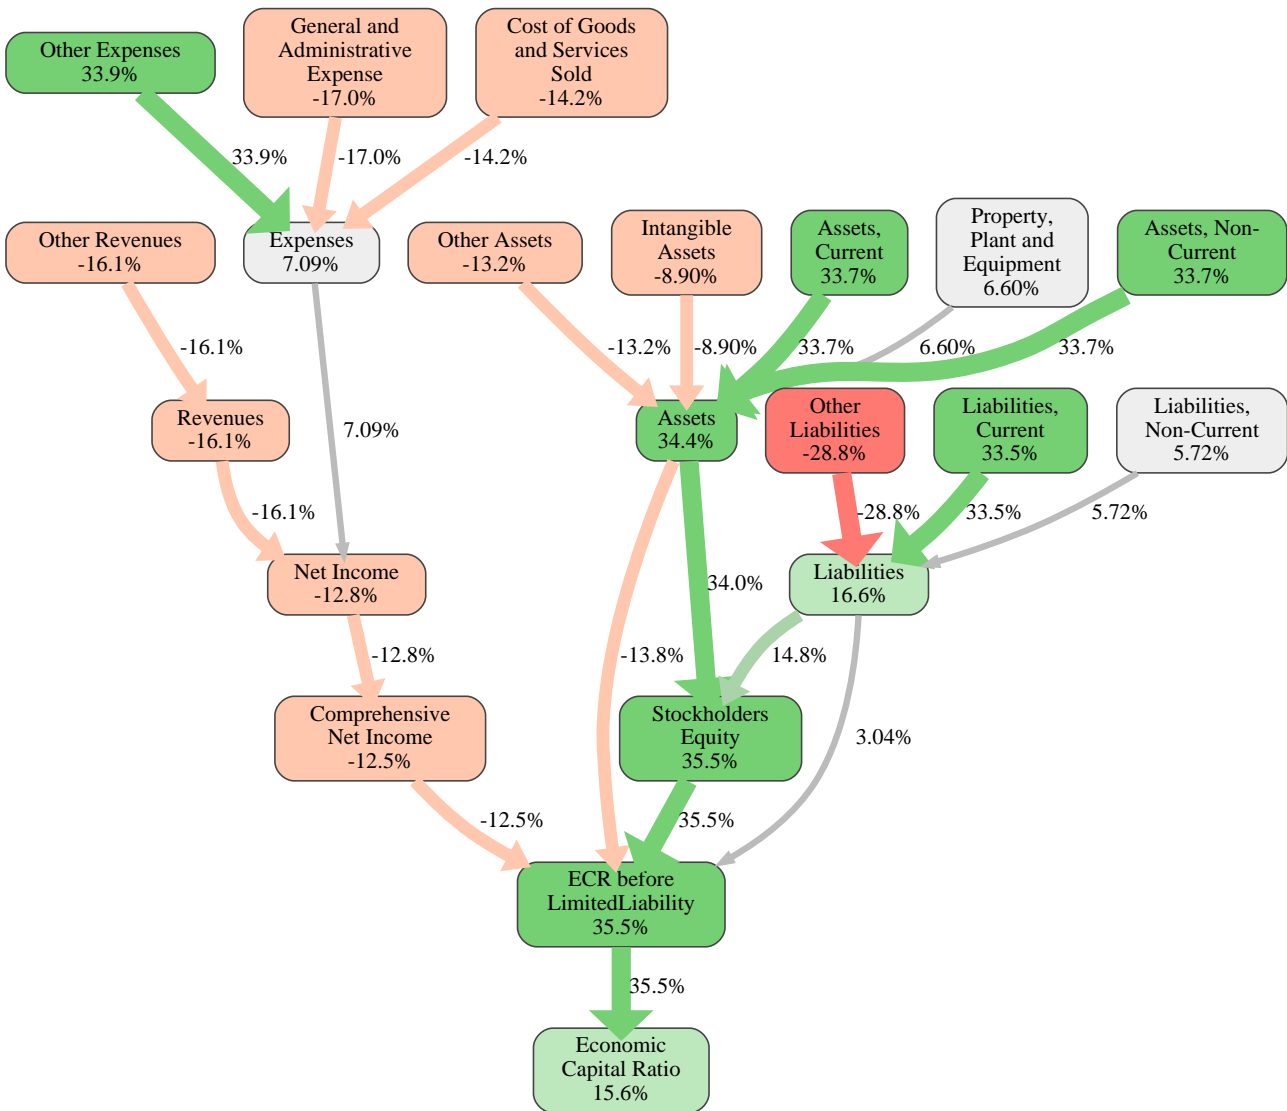 Other Expenses
33.9%
General and
Administrative
Expense
-17.0%
Cost of Goods
and Services
Sold
-14.2%
33.9%
-17.0%
-14.2%
Other Revenues
-16.1%
Expenses
7.09%
Other Assets
-13.2%
Intangible
Assets
-8.90%
Assets,
Current
33.7%
Property,
Plant and
Equipment
6.60%
Assets, Non-
Current
33.7%
-16.1%
-13.2%
-8.90%
33.7%
6.60%
33.7%
Revenues
-16.1%
7.09%
Assets
34.4%
Other
Liabilities
-28.8%
Liabilities,
Current
33.5%
Liabilities,
Non-Current
5.72%
-16.1%
-28.8%
33.5%
5.72%
Net Income
-12.8%
34.0%
Liabilities
16.6%
-12.8%
-13.8%
14.8%
Comprehensive
Net Income
-12.5%
Stockholders
Equity
35.5%
3.04%
-12.5%
35.5%
ECR before
LimitedLiability
35.5%
35.5%
Economic
Capital Ratio
15.6%